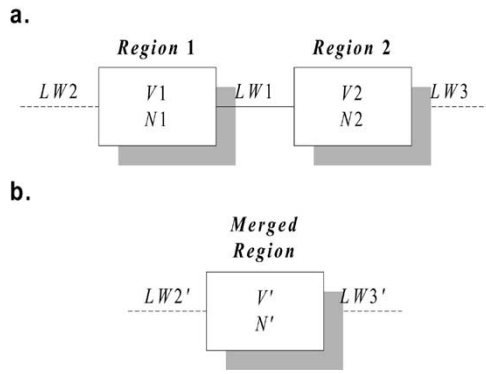 a.
Region 1 Region 2
LW2 V1 LW1 V2 LW3
N1 N2
b.
Merged
Region
LW2' V' LW3'
N'